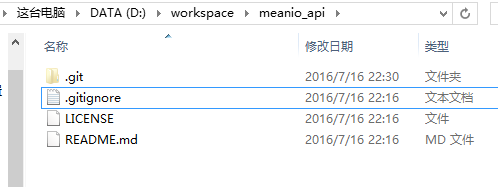 这台电脑 > DATA (D:) > workspace > meanio_api >
名称 修改日期 类型
.git 2016/7/16 22:30 文件夹
.gitignore 2016/7/16 22:16 文本文档
LICENSE 2016/7/16 22:16 文件
README.md 2016/7/16 22:16 MD 文件